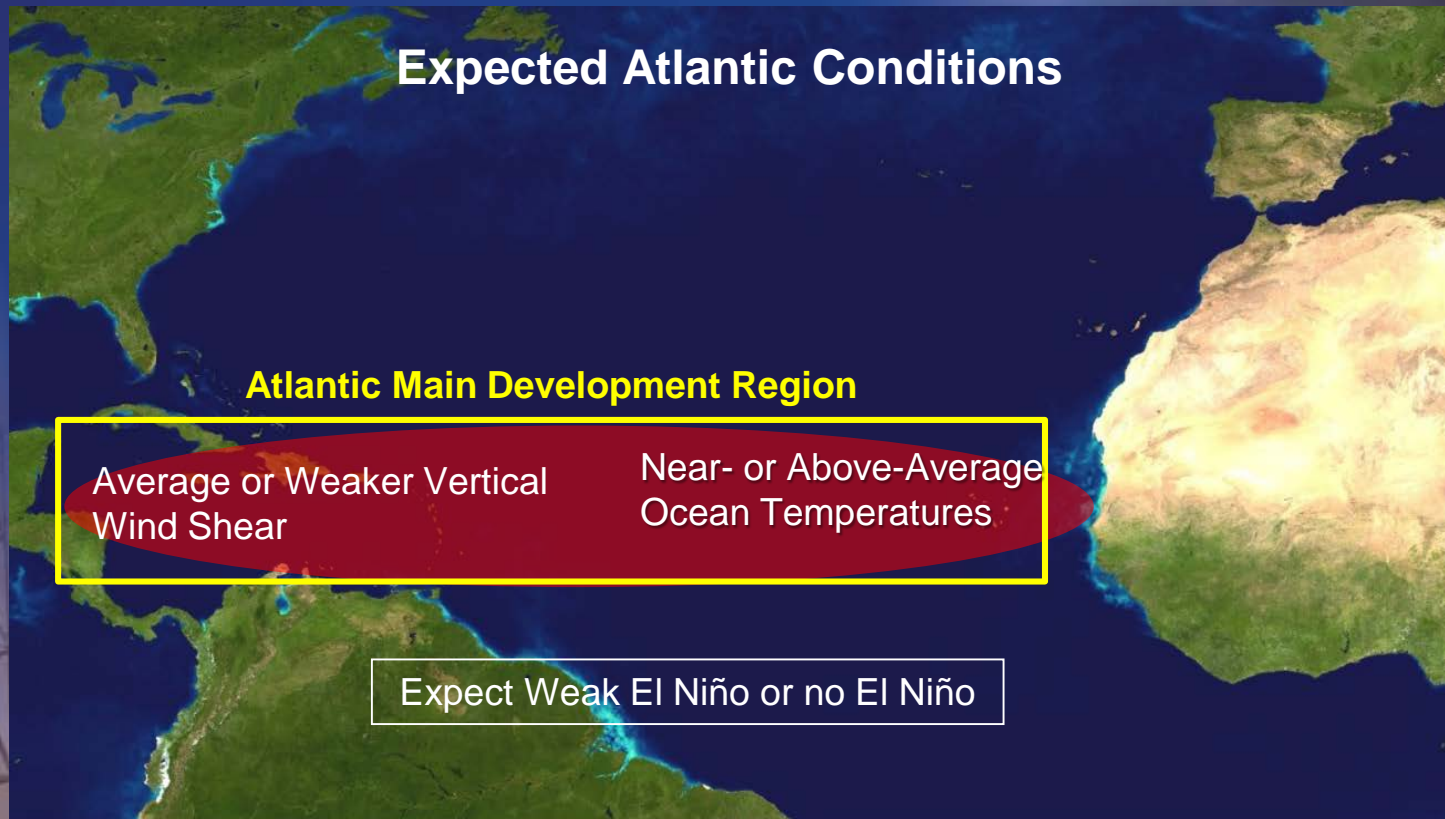 Expected Atlantic Conditions
Atlantic Main Development Region
Average or Weaker Vertical
Wind Shear
Near- or Above-Average
Ocean Temperatures
Expect Weak El Niño or no El Niño